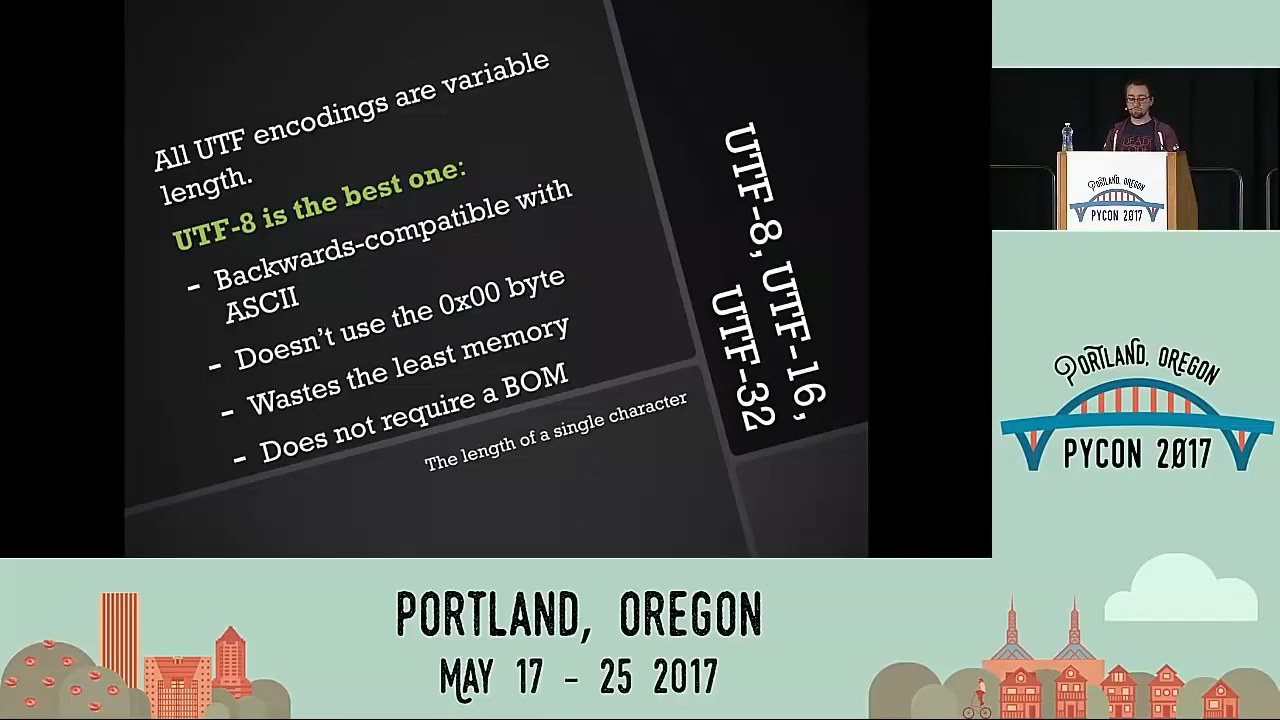 All UTF encodings are variable
length.
UTF-8 is the best one:
- Backwards-compatible with
ASCII
- Doesn't use the 0x00 byte
- Wastes the least memory
- Does not require a BOM
The length of a single character
UTF-8, UTF-16,
UTF-32
DEAD
PORTLAND, OREGON
PYCON 2017
PORTLAND, OREGON
PYCON 2017
PORTLAND, OREGON
MAY 17 - 25 2017